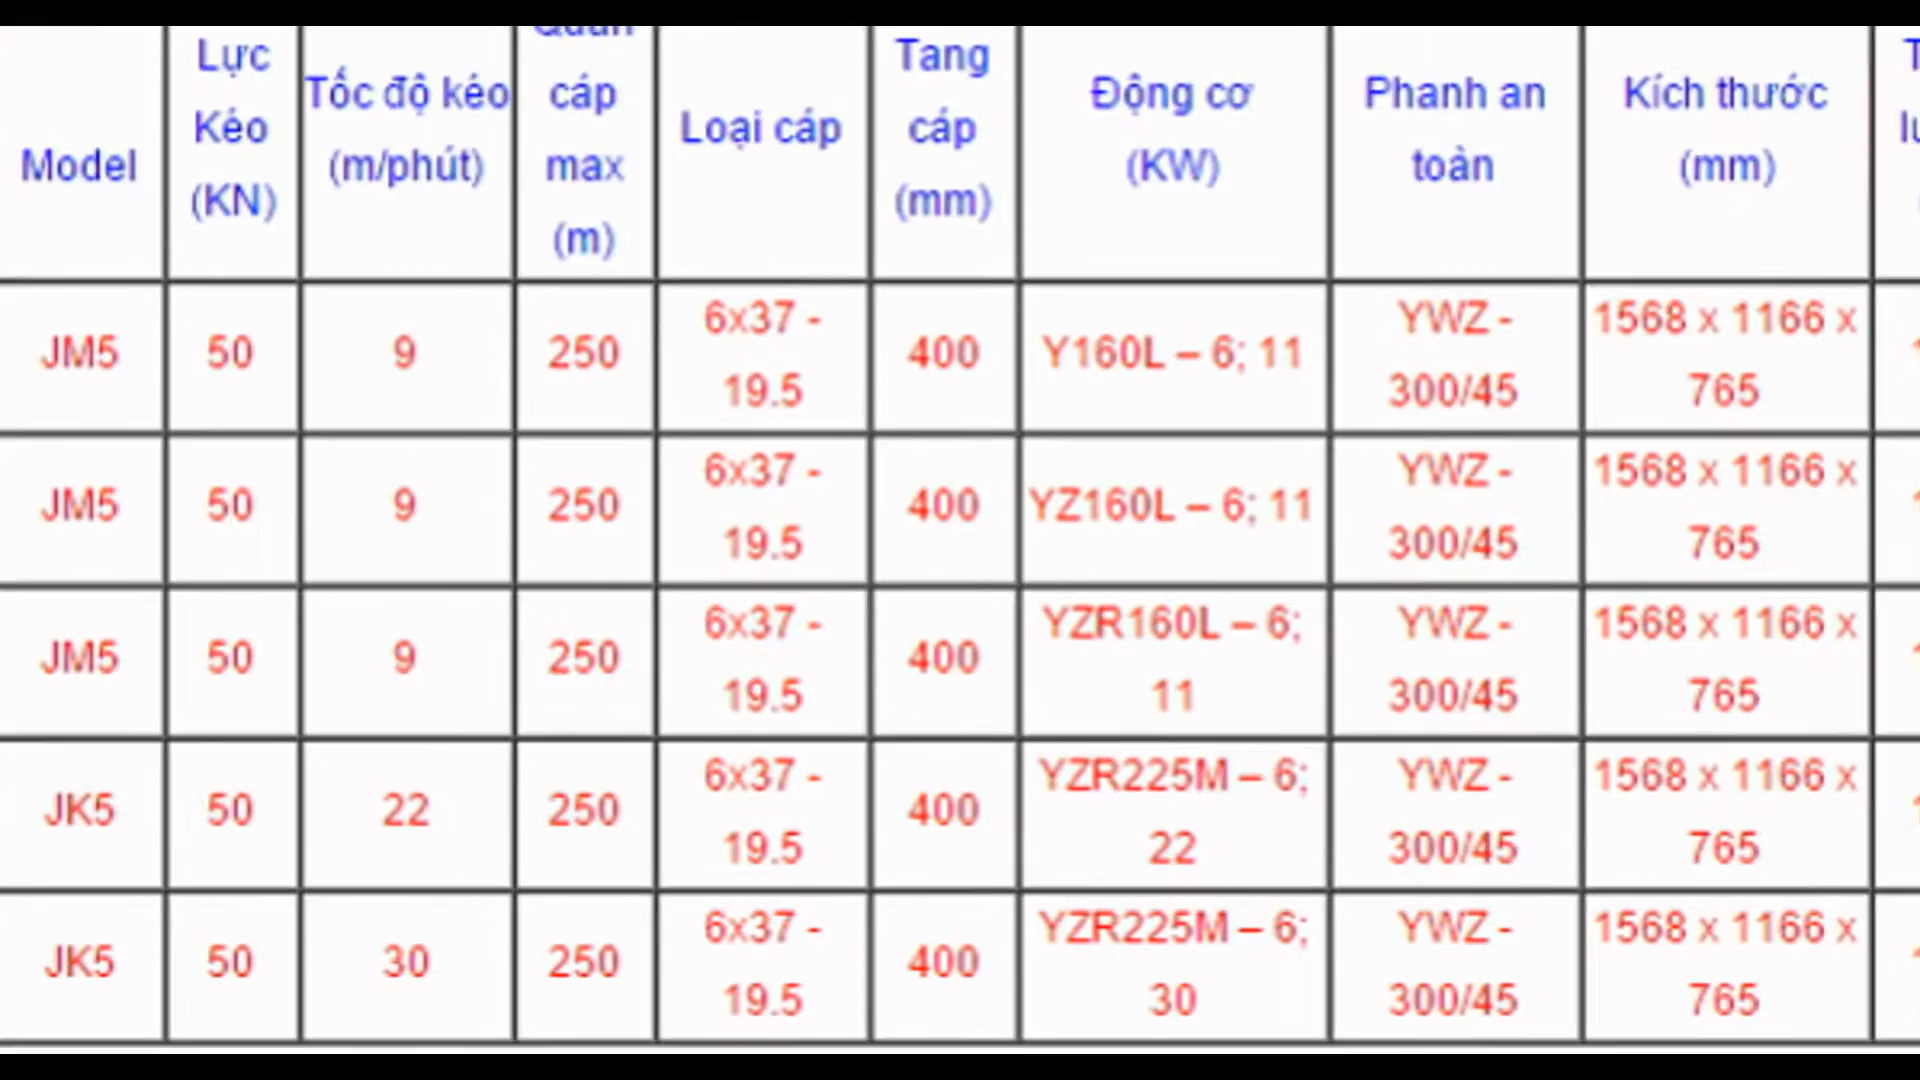 Model
Lực
Kéo
(KN)
Tốc độ kéo
(m/phút)
cáp
max
(m)
Loại cáp
Tang
cáp
(mm)
Động cơ
(KW)
Phanh an
toàn
Kích thước
(mm)
JM5
50
9
250
6x37 -
19.5
400
Y160L – 6; 11
YWZ -
300/45
1568 x 1166 x
765
JM5
50
9
250
6x37 -
19.5
400
YZ160L – 6; 11
YWZ -
300/45
1568 x 1166 x
765
JM5
50
9
250
6x37 -
19.5
400
YZR160L – 6;
11
YWZ -
300/45
1568 x 1166 x
765
JK5
50
22
250
6x37 -
19.5
400
YZR225M – 6;
22
YWZ -
300/45
1568 x 1166 x
765
JK5
50
30
250
6x37 -
19.5
400
YZR225M – 6;
30
YWZ -
300/45
1568 x 1166 x
765